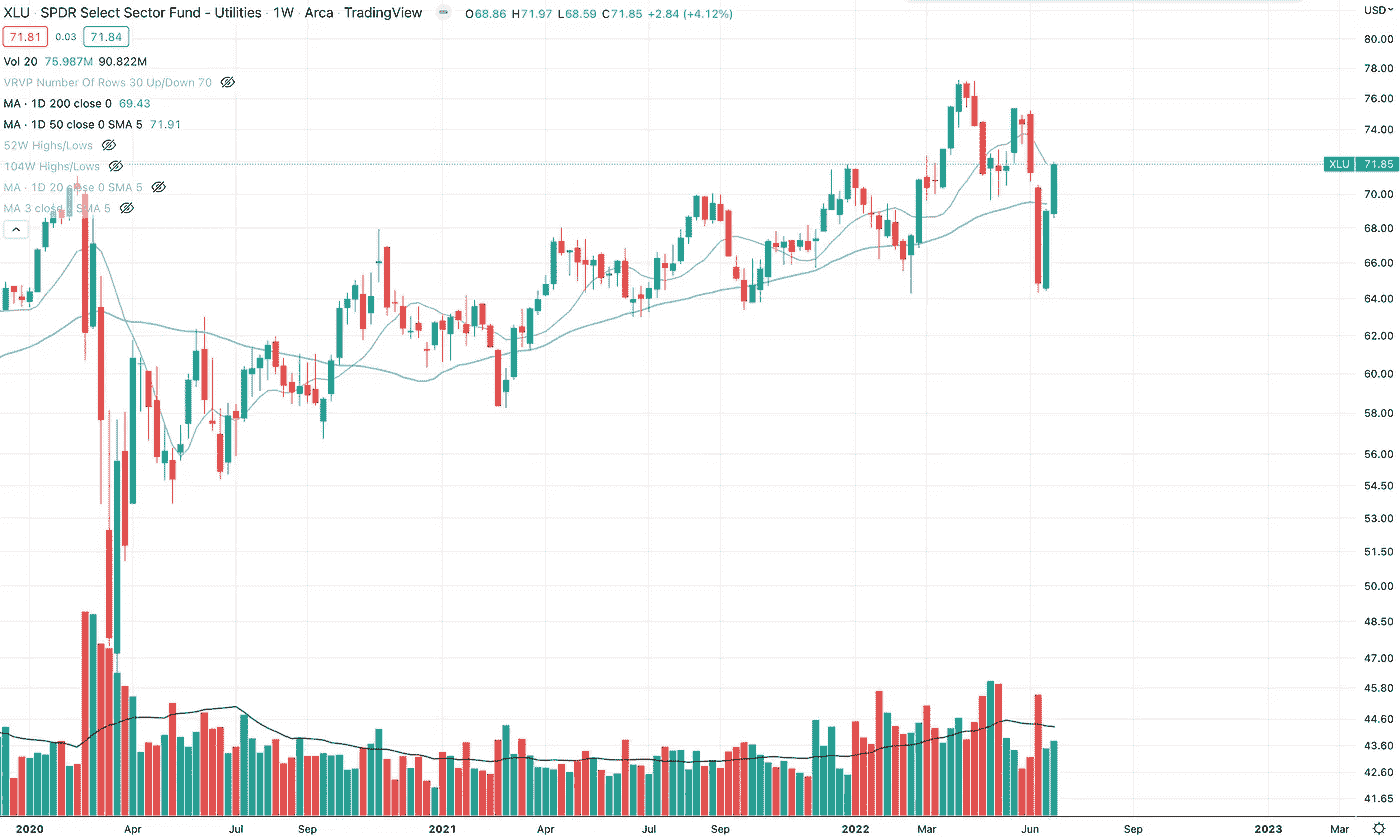 XLU · SPDR Select Sector Fund - Utilities · 1W · Arca · TradingView O68.86 H71.97 L68.59 C71.85 +2.84 (+4.12%)
71.81 0.03 71.84
Vol 20 75.987M 90.822M
VRVP Number Of Rows 30 Up/Down 70
MA · 1D 200 close 0 69.43
MA · 1D 50 close 0 SMA 5 71.91
52W Highs/Lows
104W Highs/Lows
MA · 1D 20 close 0 SMA 5
MA 3 close 0 SMA 5
USD
80.00
78.00
76.00
74.00
XLU 71.85
70.00
68.00
66.00
64.00
62.00
60.00
58.00
56.00
54.50
53.00
51.50
50.00
48.50
47.00
45.80
44.60
43.60
42.60
41.65
2020 Apr Jul Sep 2021 Apr Jul Sep 2022 Mar Jun Sep 2023 Mar